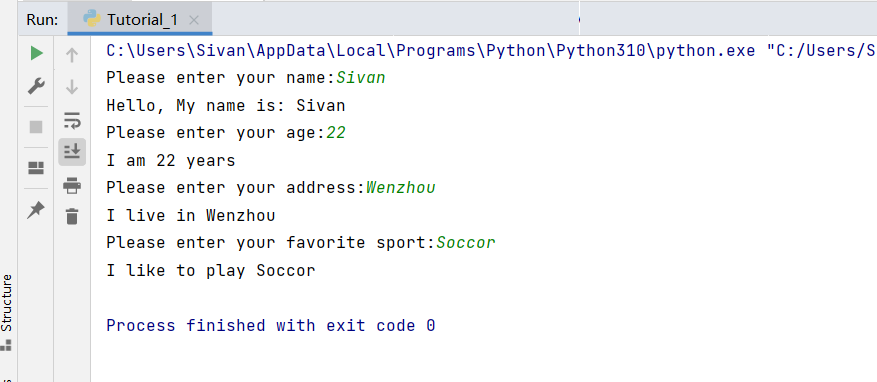 Run: Tutorial_1
C:\Users\Sivan\AppData\Local\Programs\Python\Python310\python.exe "C:/Users/S
Please enter your name:Sivan
Hello, My name is: Sivan
Please enter your age:22
I am 22 years
Please enter your address:Wenzhou
I live in Wenzhou
Please enter your favorite sport:Soccor
I like to play Soccor
Process finished with exit code 0
Structure